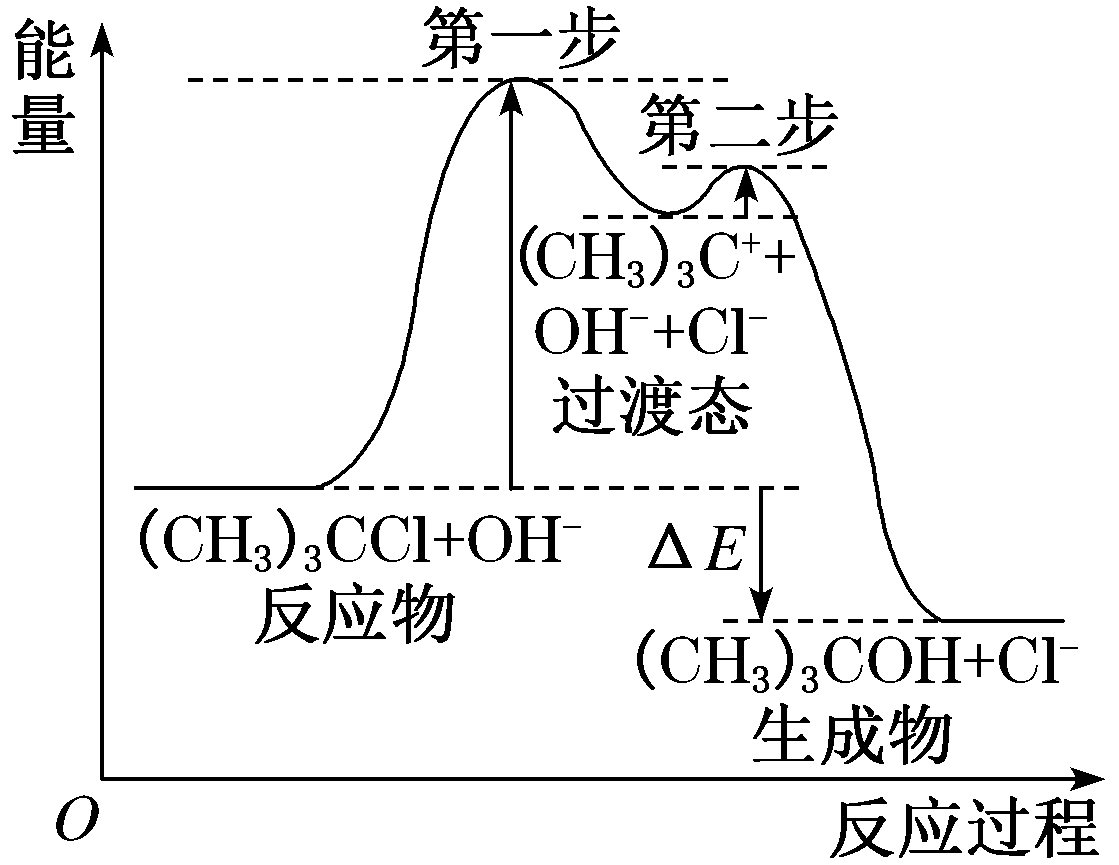 能
量
第一步
第二步
(CH₃)₃C⁺+
OH⁻+Cl⁻
过渡态
(CH₃)₃CCl+OH⁻
反应物
ΔE
(CH₃)₃COH+Cl⁻
生成物
O
反应过程